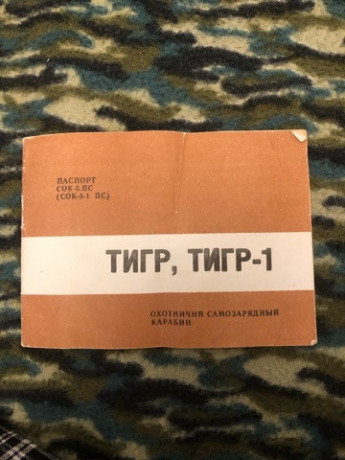 ПАСПОРТ
СОК-5.ПС
(СОК-5-1 ПС)
ТИГР, ТИГР-1
ОХОТНИЧИЙ САМОЗАРЯДНЫЙ
КАРАБИН